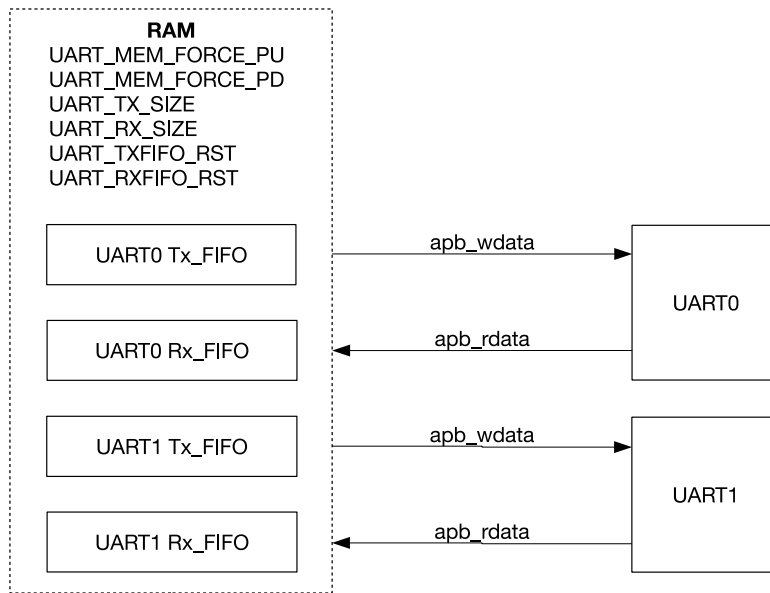 RAM
UART_MEM_FORCE_PU
UART_MEM_FORCE_PD
UART_TX_SIZE
UART_RX_SIZE
UART_TXFIFO_RST
UART_RXFIFO_RST
UART0 Tx_FIFO
apb_wdata
UART0
UART0 Rx_FIFO
apb_rdata
UART1 Tx_FIFO
apb_wdata
UART1
UART1 Rx_FIFO
apb_rdata